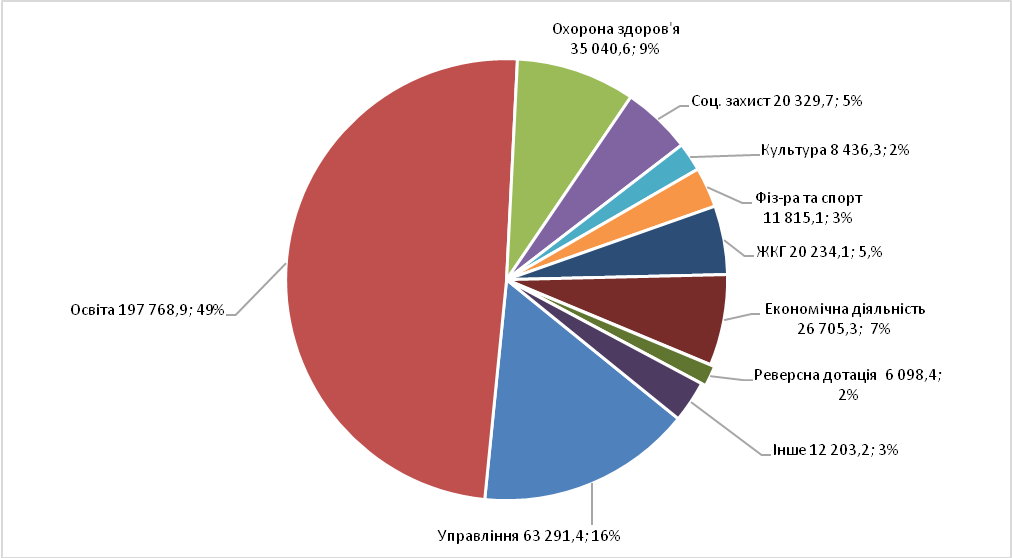 Охорона здоров'я
35 040,6; 9%
Соц. захист 20 329,7; 5%
Культура 8 436,3; 2%
Фіз-ра та спорт
11 815,1; 3%
ЖКГ 20 234,1; 5,%
Освіта 197 768,9; 49%
Економічна діяльність
26 705,3; 7%
Реверсна дотація 6 098,4;
2%
Інше 12 203,2; 3%
Управління 63 291,4; 16%